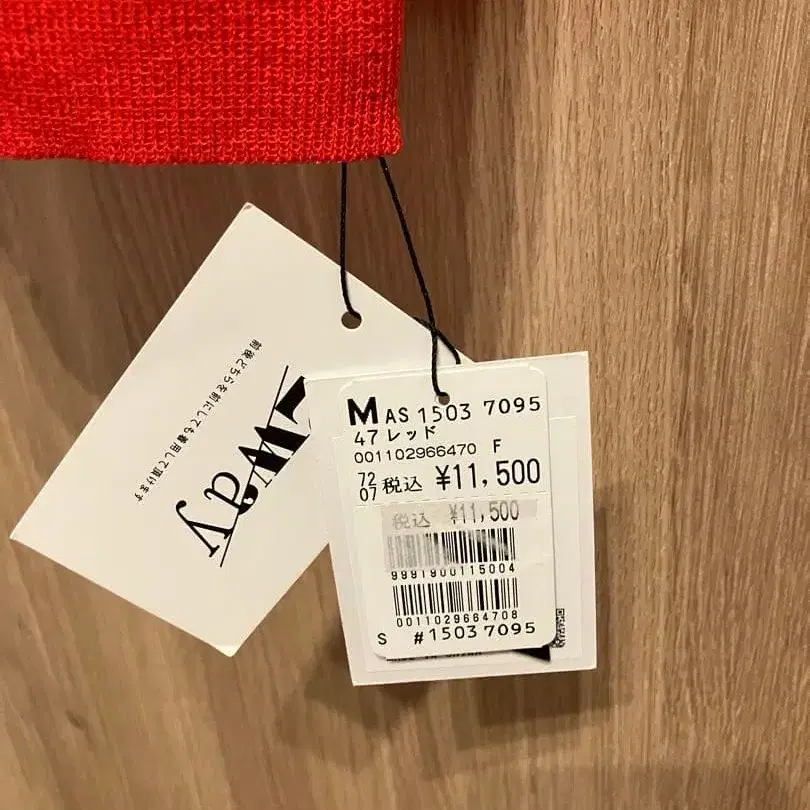 前後どちらを前にしても着用して頂けます
2way
MAS 1503 7095
47 レッド
001102966470 F
72
07 税込 ¥11,500
税込 ¥11,500
9991900115004
0011029664708
S #1503 7095